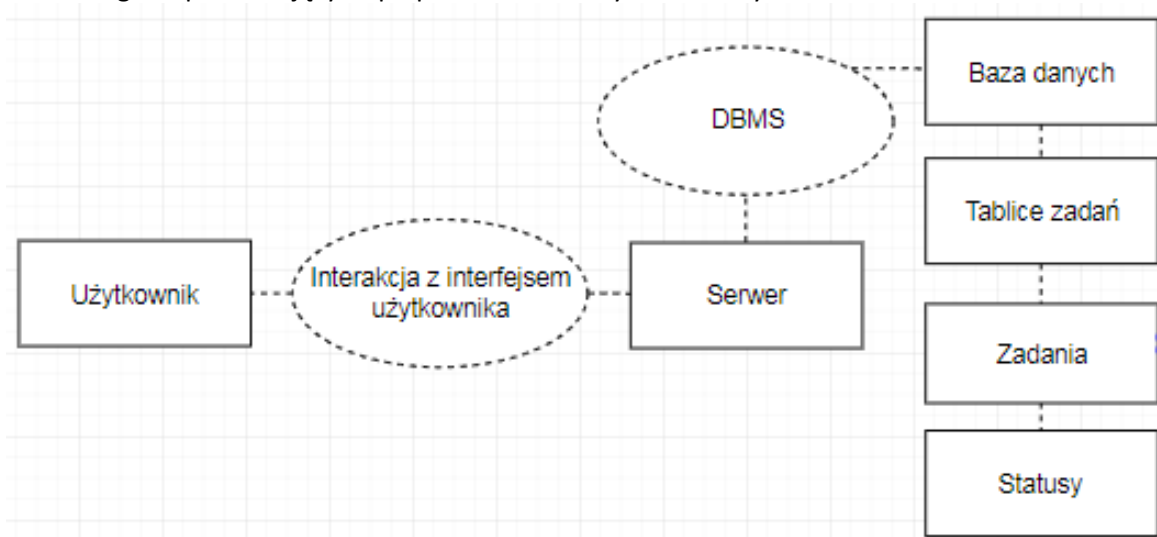 Baza danych
DBMS
Tablice zadań
Interakcja z interfejsem
użytkownika
Użytkownik
Serwer
Zadania
Statusy